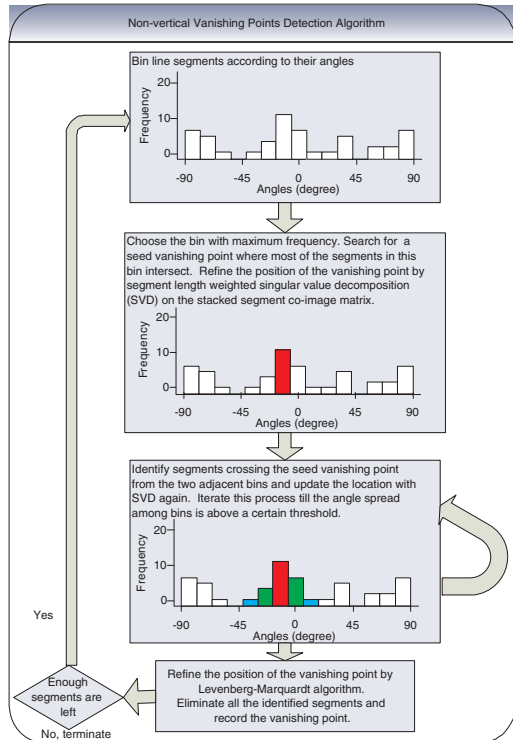 Non-vertical Vanishing Points Detection Algorithm
Bin line segments according to their angles
Frequency
20
10
0
-90
-45
0
45
90
Angles (degree)
Choose the bin with maximum frequency. Search for a
seed vanishing point where most of the segments in this
bin intersect. Refine the position of the vanishing point by
segment length weighted singular value decomposition
(SVD) on the stacked segment co-image matrix.
Frequency
20
10
0
-90
-45
0
45
90
Angles (degree)
Identify segments crossing the seed vanishing point
from the two adjacent bins and update the location with
SVD again. Iterate this process till the angle spread
among bins is above a certain threshold.
Frequency
20
10
0
-90
-45
0
45
90
Angles (degree)
Yes
Enough
segments are
left
No, terminate
Refine the position of the vanishing point by
Levenberg-Marquardt algorithm.
Eliminate all the identified segments and
record the vanishing point.